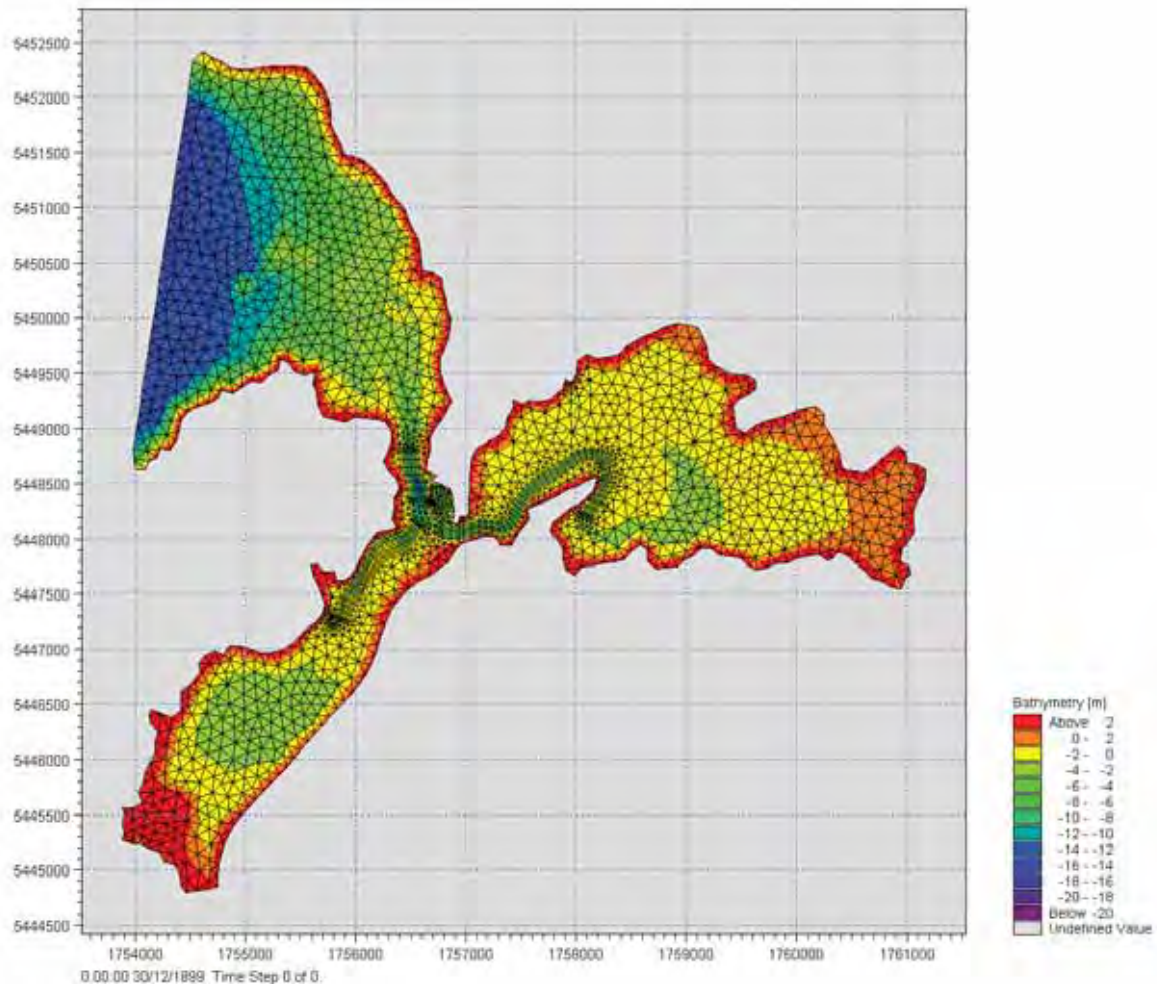 5452500
5452000
5451500
5451000
5450500
5450000
5449500
5449000
5448500
5448000
5447500
5447000
5446500
5446000
5445500
5445000
5444500
1754000 1755000 1756000 1757000 1758000 1759000 1760000 1761000
0:00:00 30/12/1899 Time Step 0 of 0.
Bathymetry [m]
Above 2
0 - 2
-2 - 0
-4 - -2
-6 - -4
-8 - -6
-10 - -8
-12 - -10
-14 - -12
-16 - -14
-18 - -16
-20 - -18
Below -20
Undefined Value